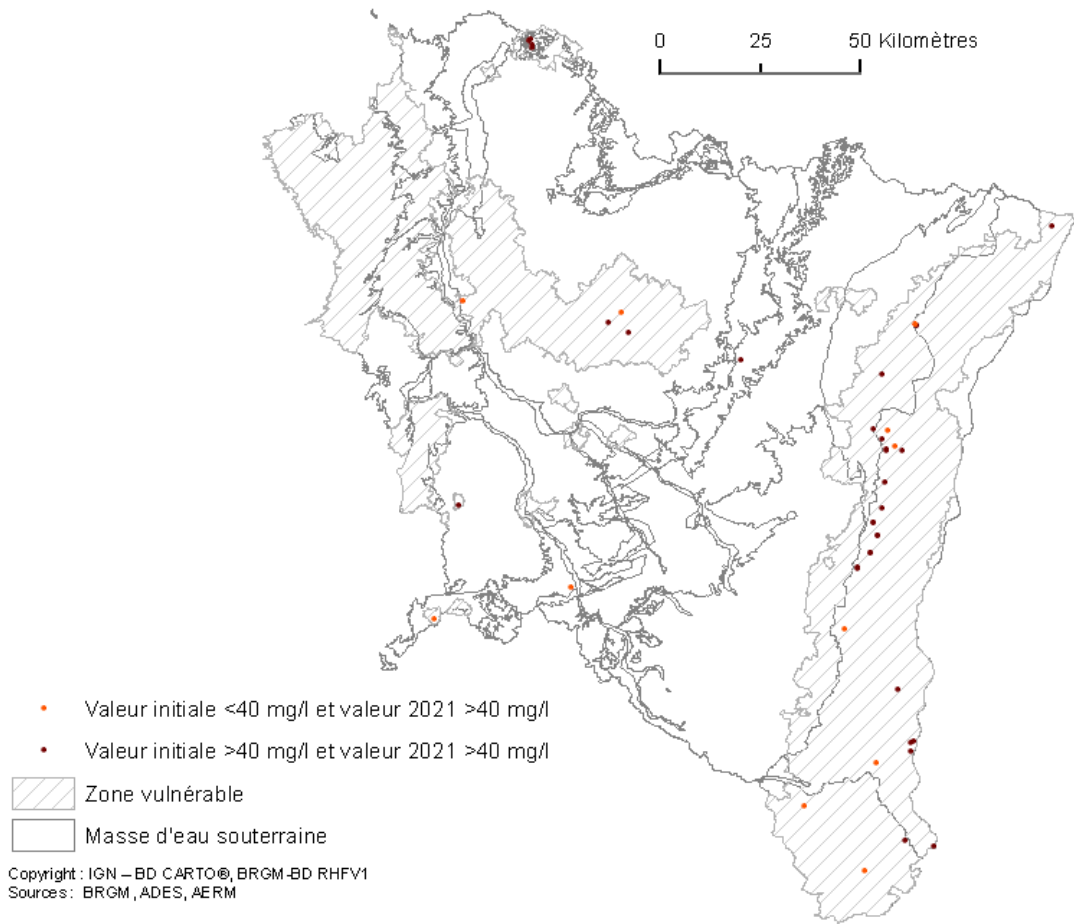 0 25 50 Kilomètres
Valeur initiale <40 mg/l et valeur 2021 >40 mg/l
Valeur initiale >40 mg/l et valeur 2021 >40 mg/l
Zone vulnérable
Masse d'eau souterraine
Copyright : IGN – BD CARTO®, BRGM-BD RHFV1
Sources : BRGM, ADES, AERM